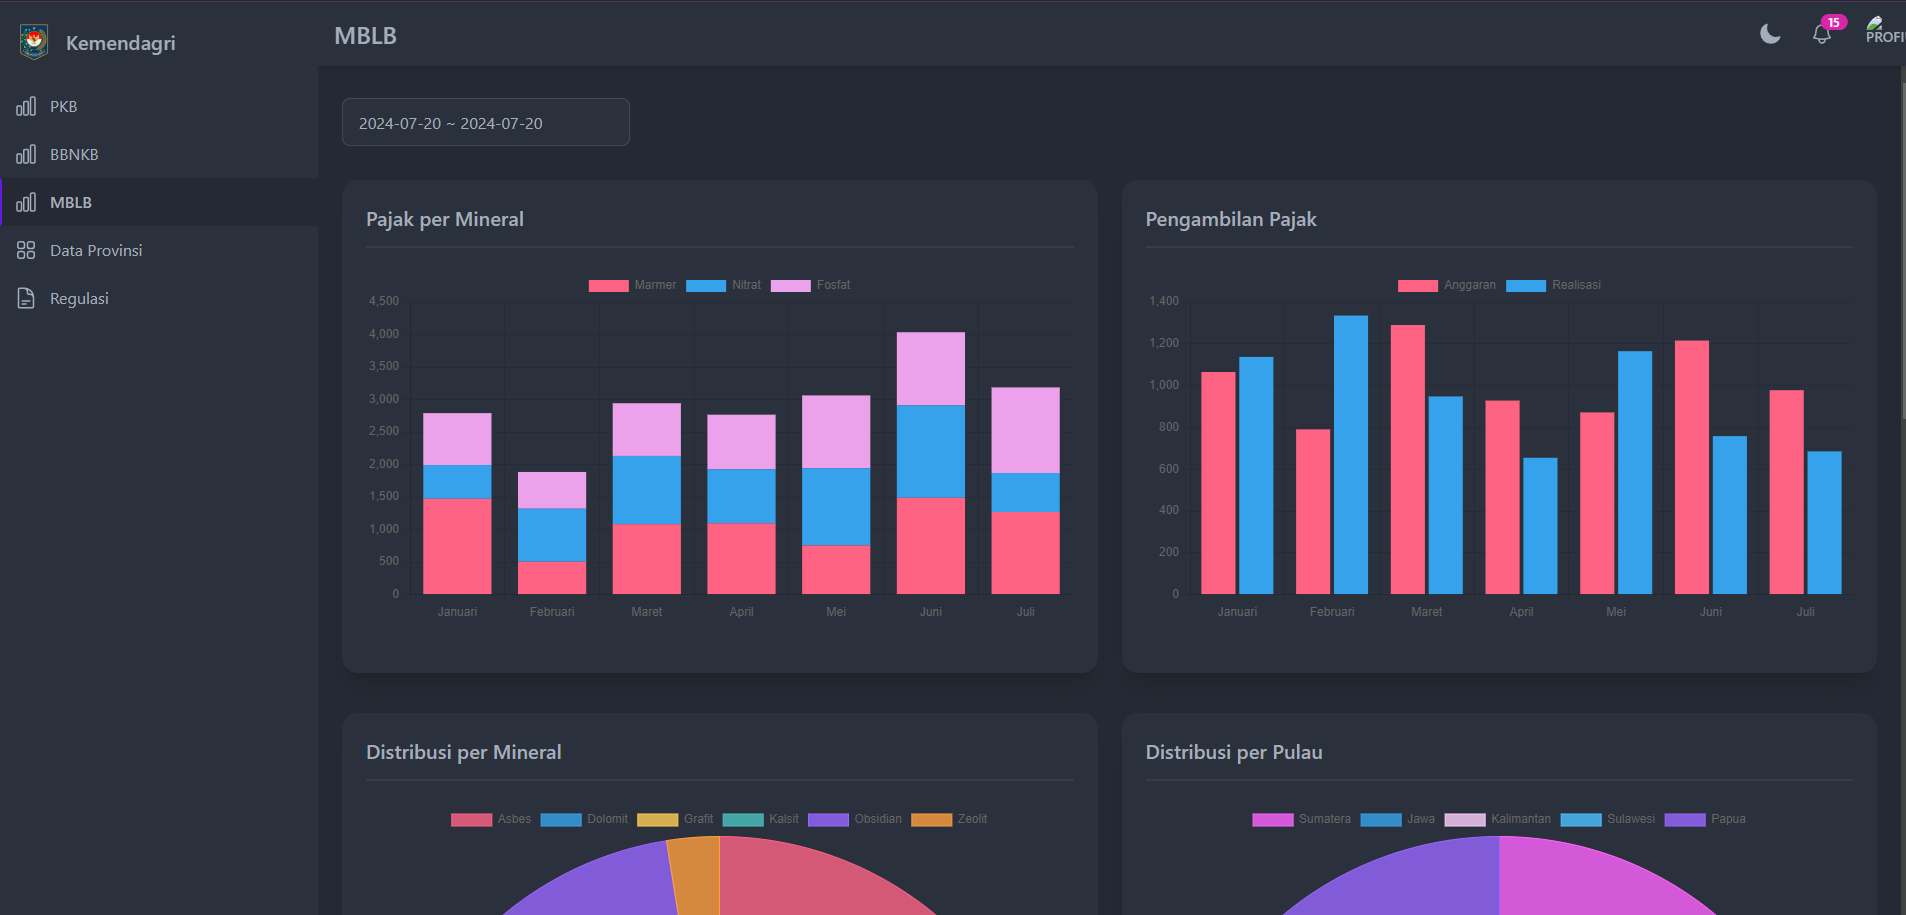 Kemendagri
PKB
BBNKB
MBLB
Data Provinsi
Regulasi
MBLB
15
2024-07-20 ~ 2024-07-20
Pajak per Mineral
Marmer Nitrat Fosfat
4,500
4,000
3,500
3,000
2,500
2,000
1,500
1,000
500
0
Januari Februari Maret April Mei Juni Juli
Pengambilan Pajak
Anggaran Realisasi
1,400
1,200
1,000
800
600
400
200
0
Januari Februari Maret April Mei Juni Juli
Distribusi per Mineral
Asbes Dolomit Grafit Kalsit Obsidian Zeolit
Distribusi per Pulau
Sumatera Jawa Kalimantan Sulawesi Papua